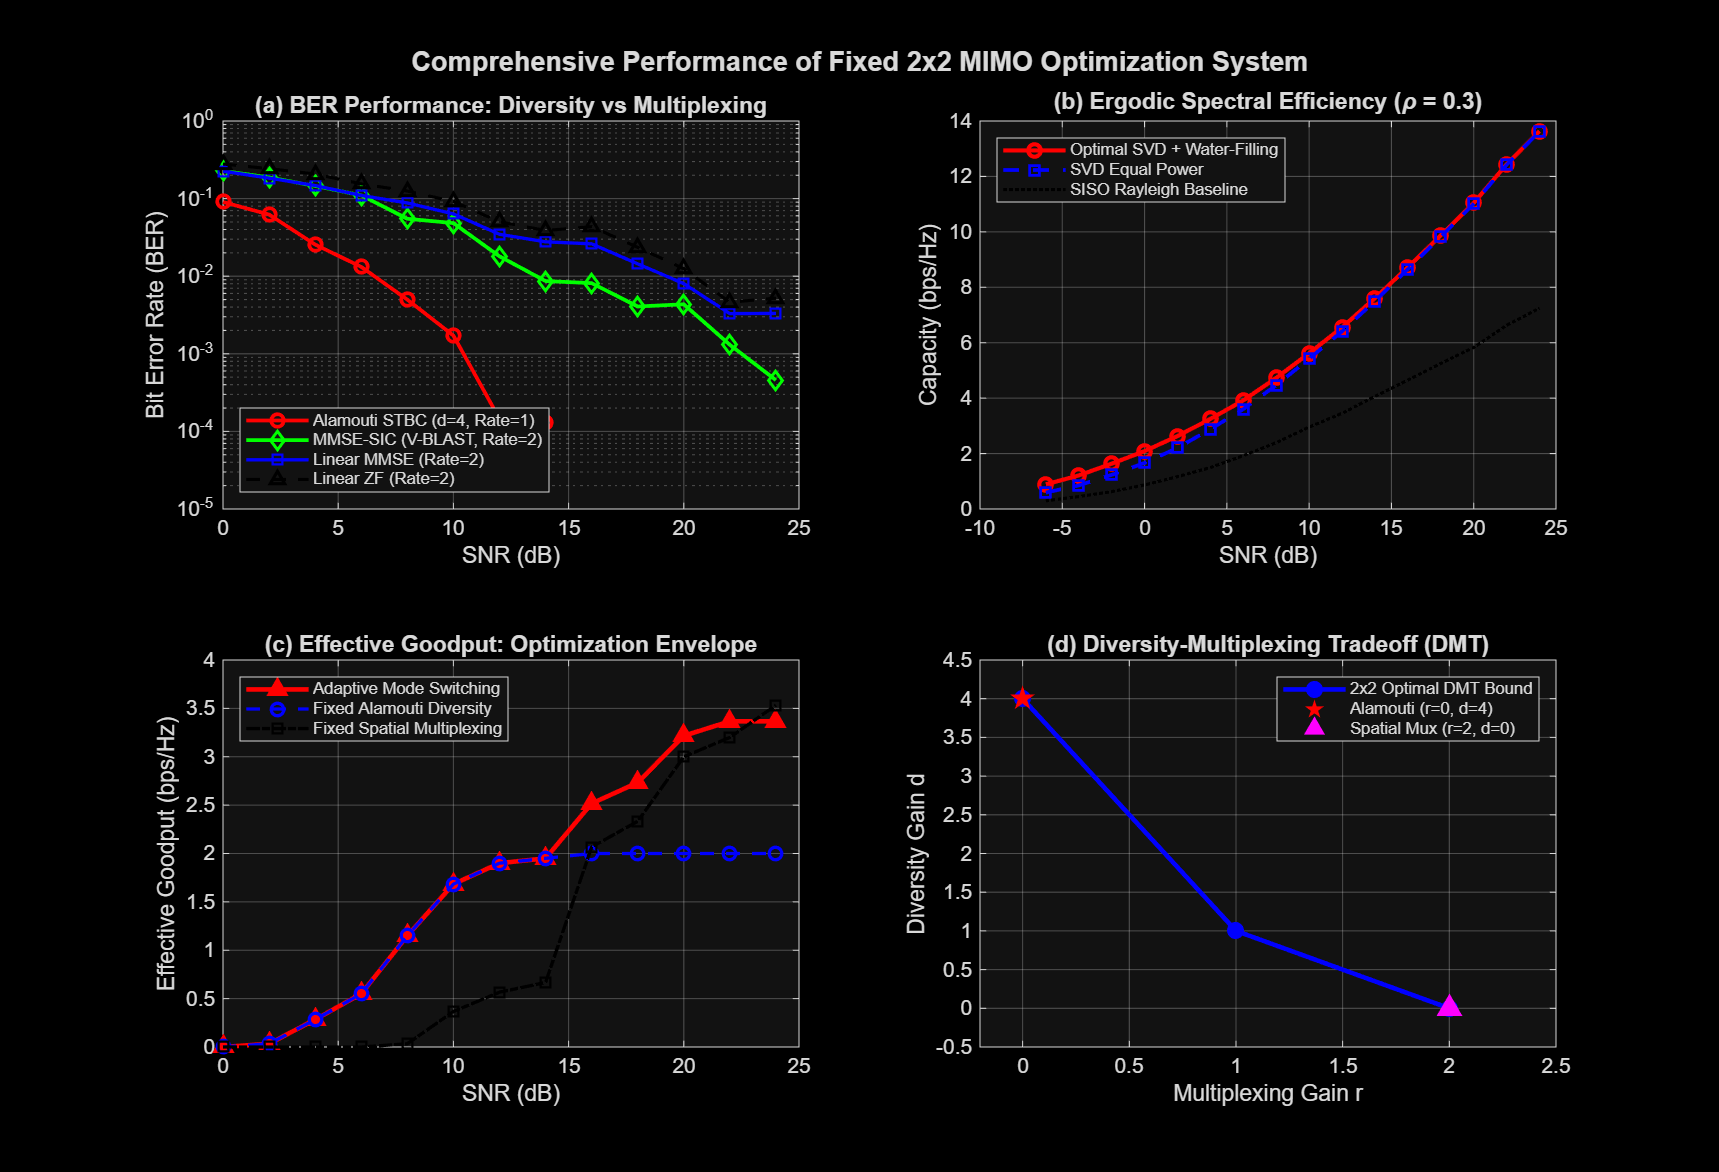 Comprehensive Performance of Fixed 2x2 MIMO Optimization System
(a) BER Performance: Diversity vs Multiplexing
10^0
10^-1
10^-2
10^-3
10^-4
10^-5
Bit Error Rate (BER)
Alamouti STBC (d=4, Rate=1)
MMSE-SIC (V-BLAST, Rate=2)
Linear MMSE (Rate=2)
Linear ZF (Rate=2)
0 5 10 15 20 25
SNR (dB)
(b) Ergodic Spectral Efficiency (ρ = 0.3)
14
12
10
8
6
4
2
0
Capacity (bps/Hz)
Optimal SVD + Water-Filling
SVD Equal Power
SISO Rayleigh Baseline
-10 -5 0 5 10 15 20 25
SNR (dB)
(c) Effective Goodput: Optimization Envelope
4
3.5
3
2.5
2
1.5
1
0.5
0
Effective Goodput (bps/Hz)
Adaptive Mode Switching
Fixed Alamouti Diversity
Fixed Spatial Multiplexing
0 5 10 15 20 25
SNR (dB)
(d) Diversity-Multiplexing Tradeoff (DMT)
4.5
4
3.5
3
2.5
2
1.5
1
0.5
0
-0.5
Diversity Gain d
2x2 Optimal DMT Bound
Alamouti (r=0, d=4)
Spatial Mux (r=2, d=0)
0 0.5 1 1.5 2 2.5
Multiplexing Gain r